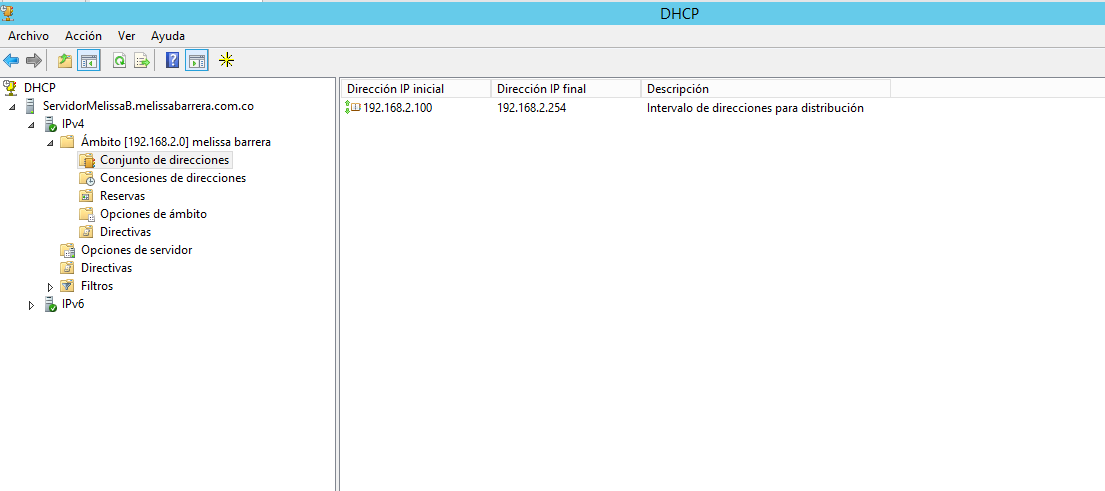 DHCP
Archivo Acción Ver Ayuda
DHCP
ServidorMelissaB.melissabarrera.com.co
IPv4
Ámbito [192.168.2.0] melissa barrera
Conjunto de direcciones
Concesiones de direcciones
Reservas
Opciones de ámbito
Directivas
Opciones de servidor
Directivas
Filtros
IPv6
Dirección IP inicial Dirección IP final Descripción
192.168.2.100 192.168.2.254 Intervalo de direcciones para distribución